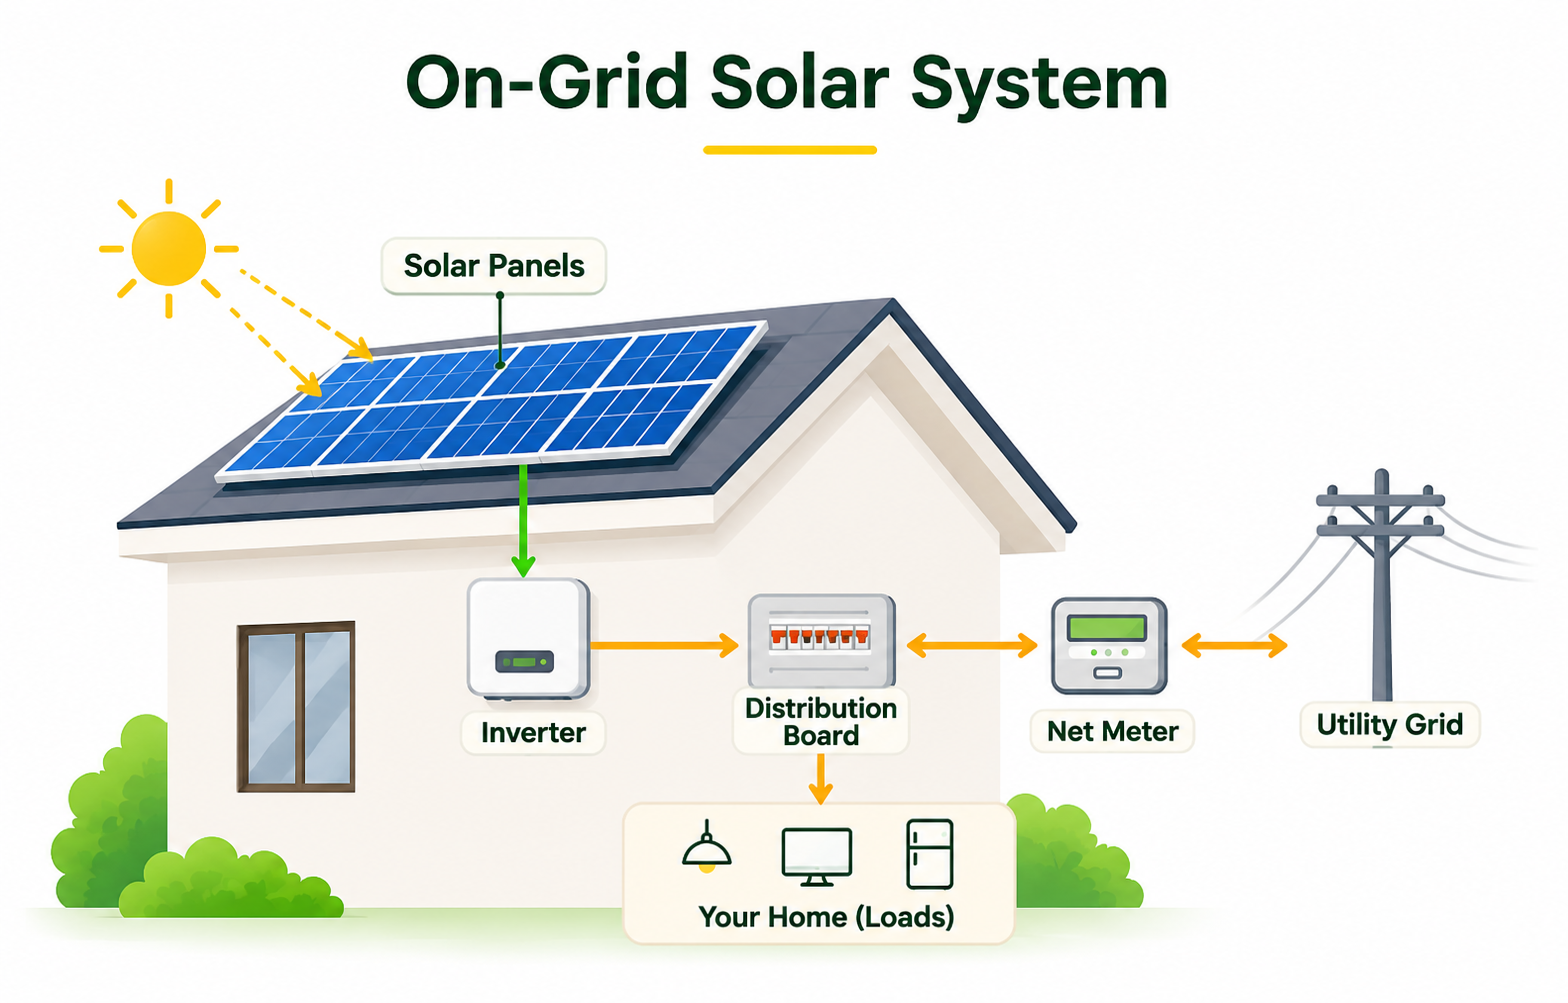 On-Grid Solar System
Solar Panels
Inverter
Distribution
Board
Net Meter
Utility Grid
Your Home (Loads)